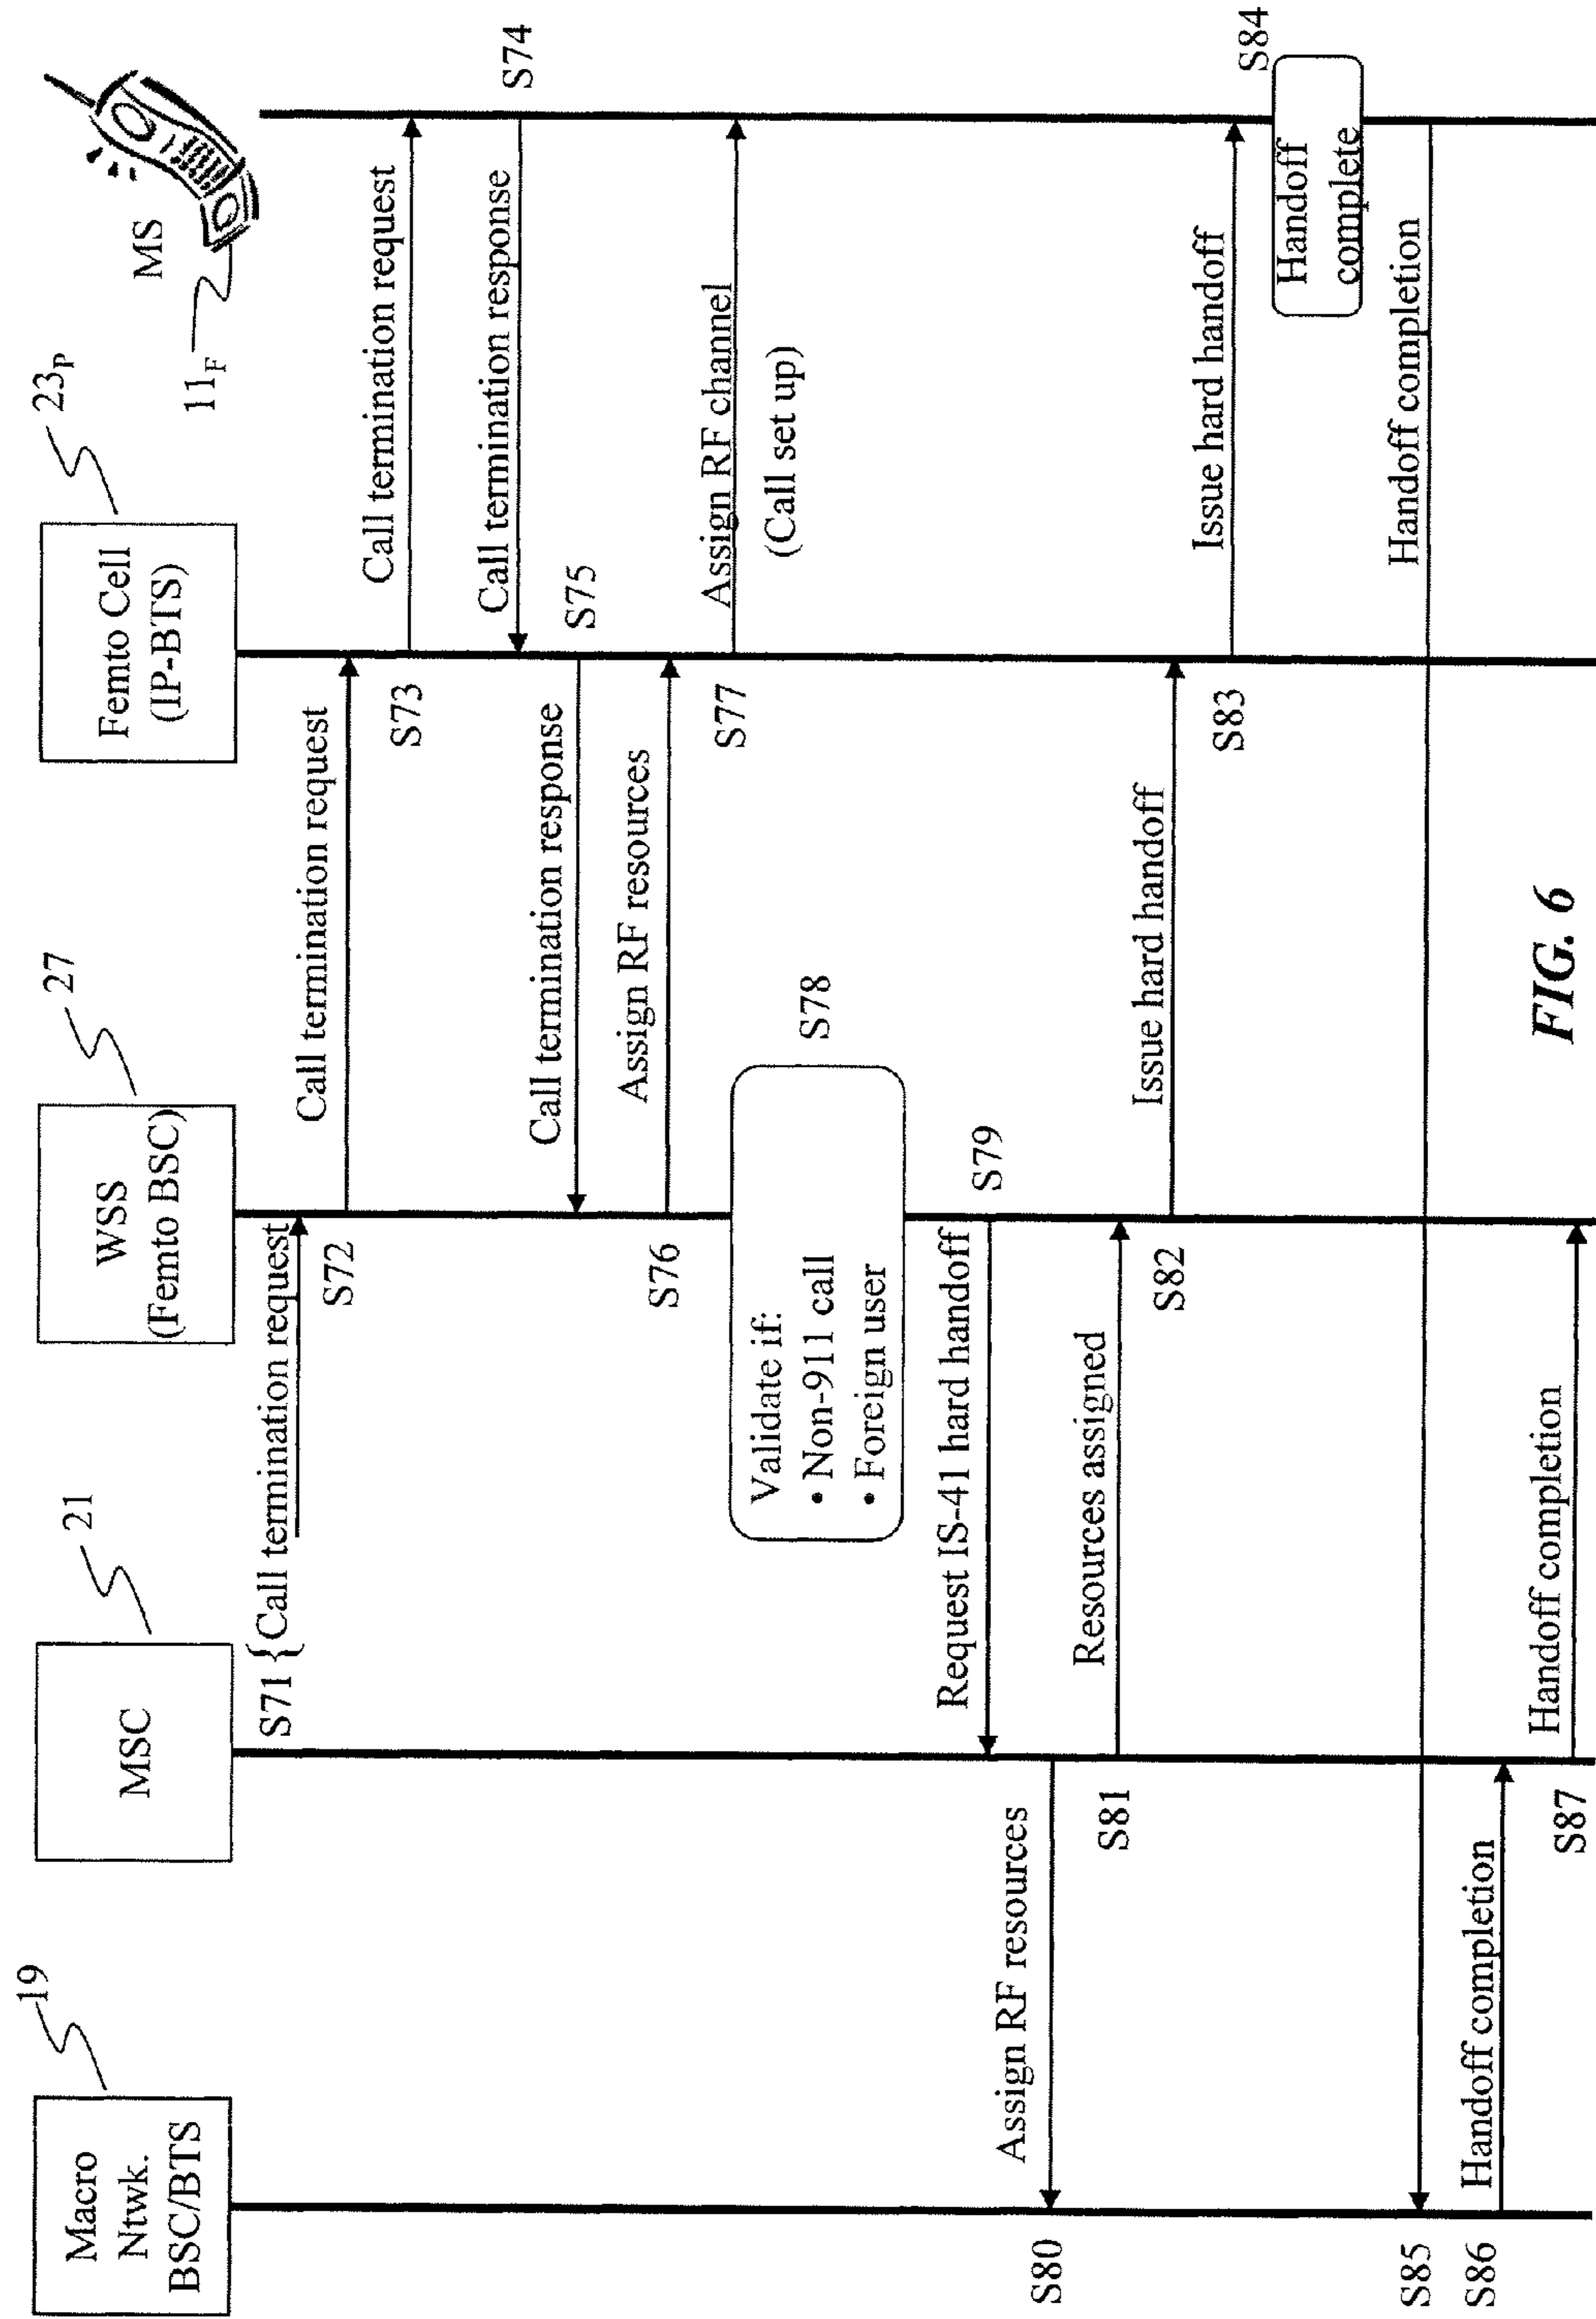 Macro
Ntwk.
BSC/BTS
19
MSC
21
WSS
(Femto BSC)
27
Femto Cell
(IP-BTS)
23P
MS
11F
S71 {Call termination request
S72
Call termination request
S73
Call termination request
S74
Call termination response
S75
Call termination response
S76
Assign RF resources
S77
Assign RF channel
(Call set up)
S78
Validate if:
• Non-911 call
• Foreign user
S79
Request IS-41 hard handoff
S80
Assign RF resources
S81
Resources assigned
S82
Issue hard handoff
S83
Issue hard handoff
S84
Handoff
complete
Handoff completion
S85
S86
Handoff completion
S87
Handoff completion
FIG. 6